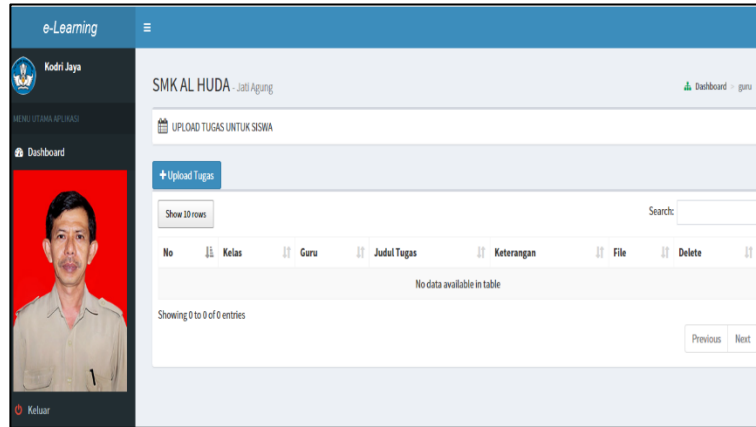 e-Learning
Kodri Jaya
MENU UTAMA APLIKASI
Dashboard
Keluar
SMK AL HUDA - Jati Agung
Dashboard > guru
UPLOAD TUGAS UNTUK SISWA
+Upload Tugas
Show 10 rows
Search:
No Kelas Guru Judul Tugas Keterangan File Delete
No data available in table
Showing 0 to 0 of 0 entries
Previous Next